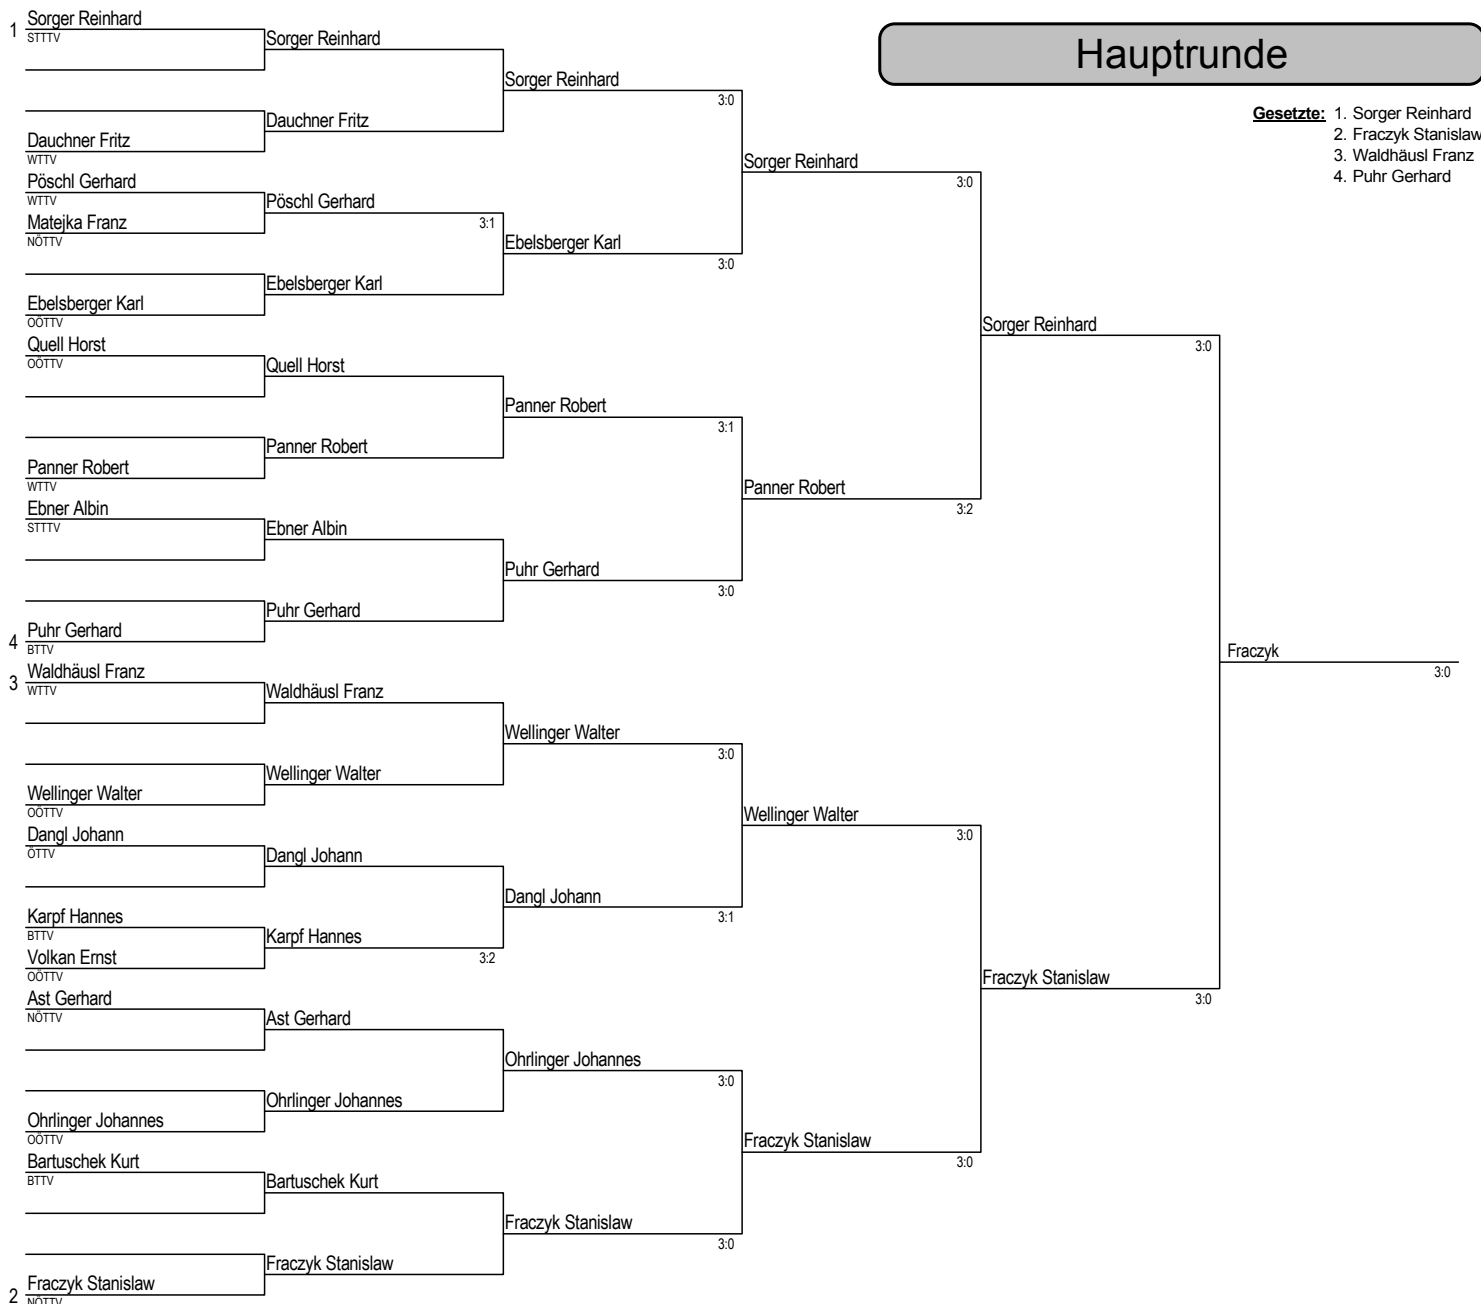 Hauptrunde
Gesetzte: 1. Sorger Reinhard
2. Fraczyk Stanislaw
3. Waldhäusl Franz
4. Puhr Gerhard
1
Sorger Reinhard
STTTV
Dauchner Fritz
WTTV
Pöschl Gerhard
WTTV
Matejka Franz
NÖTTV
Ebelsberger Karl
OÖTTV
Quell Horst
OÖTTV
Panner Robert
WTTV
Ebner Albin
STTTV
4
Puhr Gerhard
BTTV
3
Waldhäusl Franz
WTTV
Wellinger Walter
OÖTTV
Dangl Johann
ÖTTV
Karpf Hannes
BTTV
Volkan Ernst
OÖTTV
Ast Gerhard
NÖTTV
Ohrlinger Johannes
OÖTTV
Bartuschek Kurt
BTTV
2
Fraczyk Stanislaw
NÖTTV
Sorger Reinhard
Dauchner Fritz
Pöschl Gerhard
3:1
Ebelsberger Karl
Quell Horst
Panner Robert
Ebner Albin
Puhr Gerhard
Waldhäusl Franz
Wellinger Walter
Dangl Johann
Karpf Hannes
3:2
Ast Gerhard
Ohrlinger Johannes
Bartuschek Kurt
Fraczyk Stanislaw
Sorger Reinhard
3:0
Ebelsberger Karl
3:0
Panner Robert
3:1
Puhr Gerhard
3:0
Wellinger Walter
3:0
Dangl Johann
3:1
Ohrlinger Johannes
3:0
Fraczyk Stanislaw
3:0
Sorger Reinhard
3:0
Panner Robert
3:2
Wellinger Walter
3:0
Fraczyk Stanislaw
3:0
Sorger Reinhard
3:0
Fraczyk Stanislaw
3:0
Fraczyk
3:0